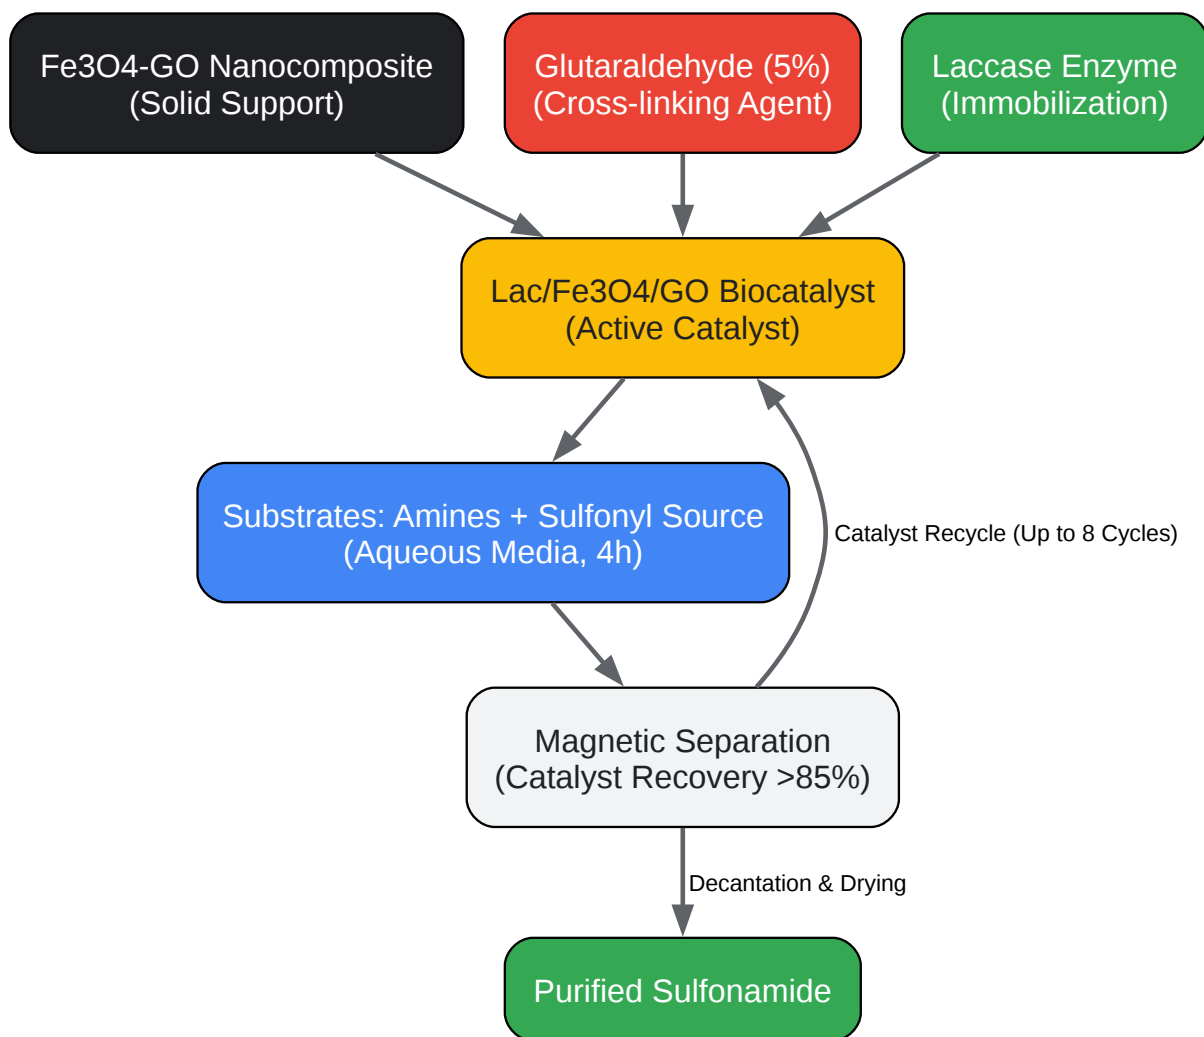 Fe3O4-GO Nanocomposite
(Solid Support)
Glutaraldehyde (5%)
(Cross-linking Agent)
Laccase Enzyme
(Immobilization)
Lac/Fe3O4/GO Biocatalyst
(Active Catalyst)
Substrates: Amines + Sulfonyl Source
(Aqueous Media, 4h)
Catalyst Recycle (Up to 8 Cycles)
Magnetic Separation
(Catalyst Recovery >85%)
Decantation & Drying
Purified Sulfonamide